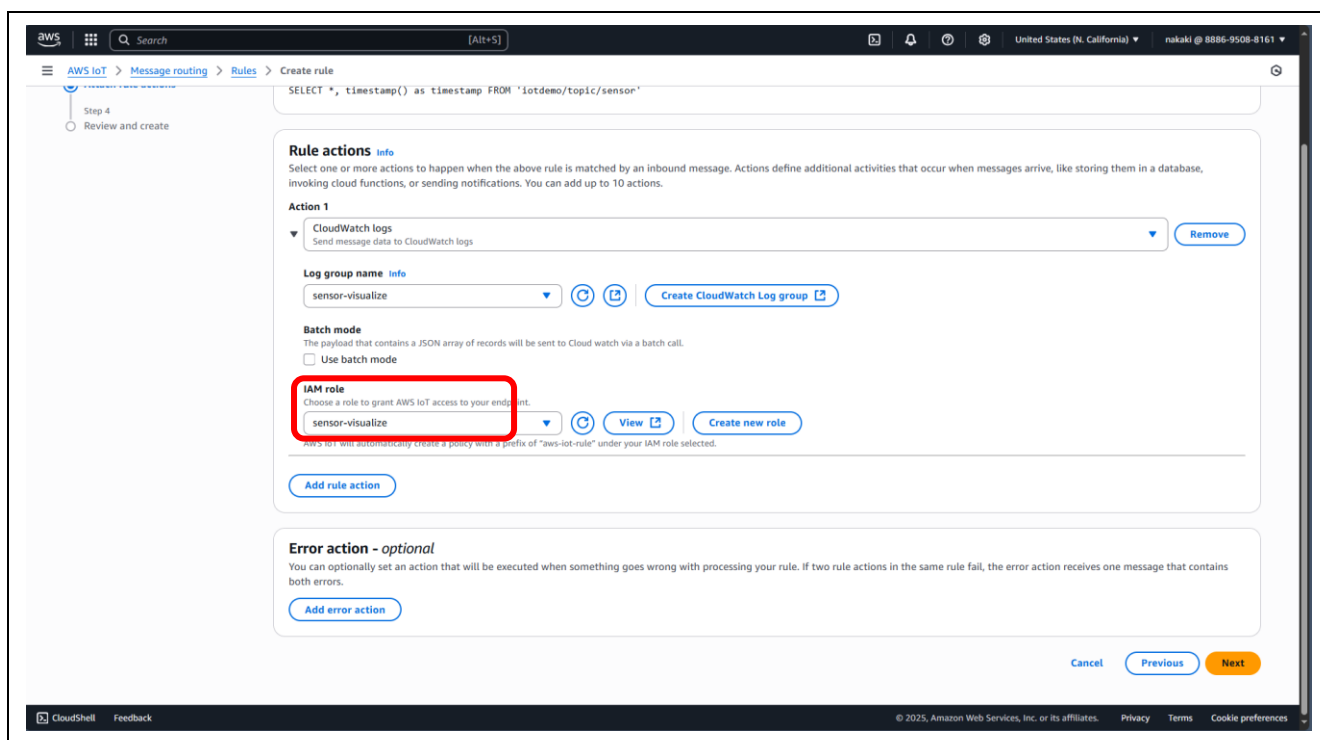 aws
Search
[Alt+S]
United States (N. California)
nakaki @ 8886-9508-8161
AWS IoT > Message routing > Rules > Create rule
Attach rule actions
Step 4
Review and create
SELECT *, timestamp() as timestamp FROM 'iotdemo/topic/sensor'
Rule actions Info
Select one or more actions to happen when the above rule is matched by an inbound message. Actions define additional activities that occur when messages arrive, like storing them in a database,
invoking cloud functions, or sending notifications. You can add up to 10 actions.
Action 1
CloudWatch logs
Send message data to CloudWatch logs
Remove
Log group name Info
sensor-visualize
Create CloudWatch Log group
Batch mode
The payload that contains a JSON array of records will be sent to Cloud watch via a batch call.
Use batch mode
IAM role
Choose a role to grant AWS IoT access to your endpoint.
sensor-visualize
View
Create new role
AWS IoT will automatically create a policy with a prefix of "aws-iot-rule" under your IAM role selected.
Add rule action
Error action - optional
You can optionally set an action that will be executed when something goes wrong with processing your rule. If two rule actions in the same rule fail, the error action receives one message that contains
both errors.
Add error action
Cancel
Previous
Next
CloudShell
Feedback
© 2025, Amazon Web Services, Inc. or its affiliates.
Privacy
Terms
Cookie preferences